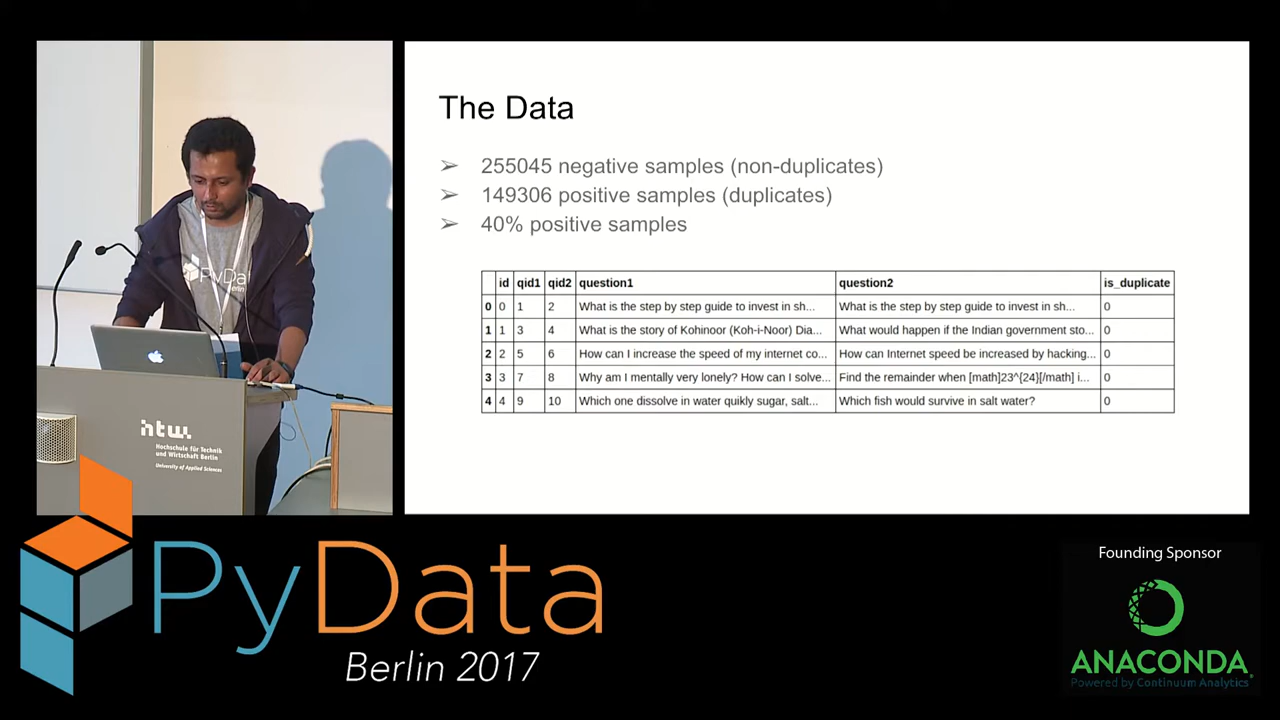 The Data
➢ 255045 negative samples (non-duplicates)
➢ 149306 positive samples (duplicates)
➢ 40% positive samples
id qid1 qid2 question1 question2 is_duplicate
0 0 1 2 What is the step by step guide to invest in sh... What is the step by step guide to invest in sh... 0
1 1 3 4 What is the story of Kohinoor (Koh-i-Noor) Dia... What would happen if the Indian government sto... 0
2 2 5 6 How can I increase the speed of my internet co... How can Internet speed be increased by hacking... 0
3 3 7 8 Why am I mentally very lonely? How can I solve... Find the remainder when [math]23^{24}[/math] i... 0
4 4 9 10 Which one dissolve in water quikly sugar, salt... Which fish would survive in salt water? 0
PyData
htw
Hochschule für Technik
und Wirtschaft Berlin
University of Applied Sciences
PyData
Berlin 2017
Founding Sponsor
ANACONDA
Powered by Continuum Analytics